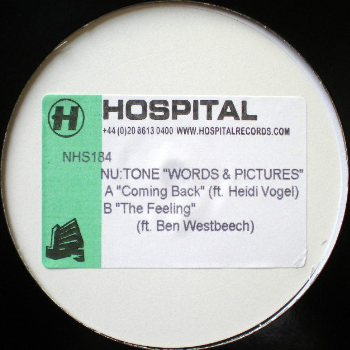 H HOSPITAL
+44 (0)20 8613 0400 WWW.HOSPITALRECORDS.COM
NHS184
NU:TONE "WORDS & PICTURES"
A "Coming Back" (ft. Heidi Vogel)
B "The Feeling"
(ft. Ben Westbeech)